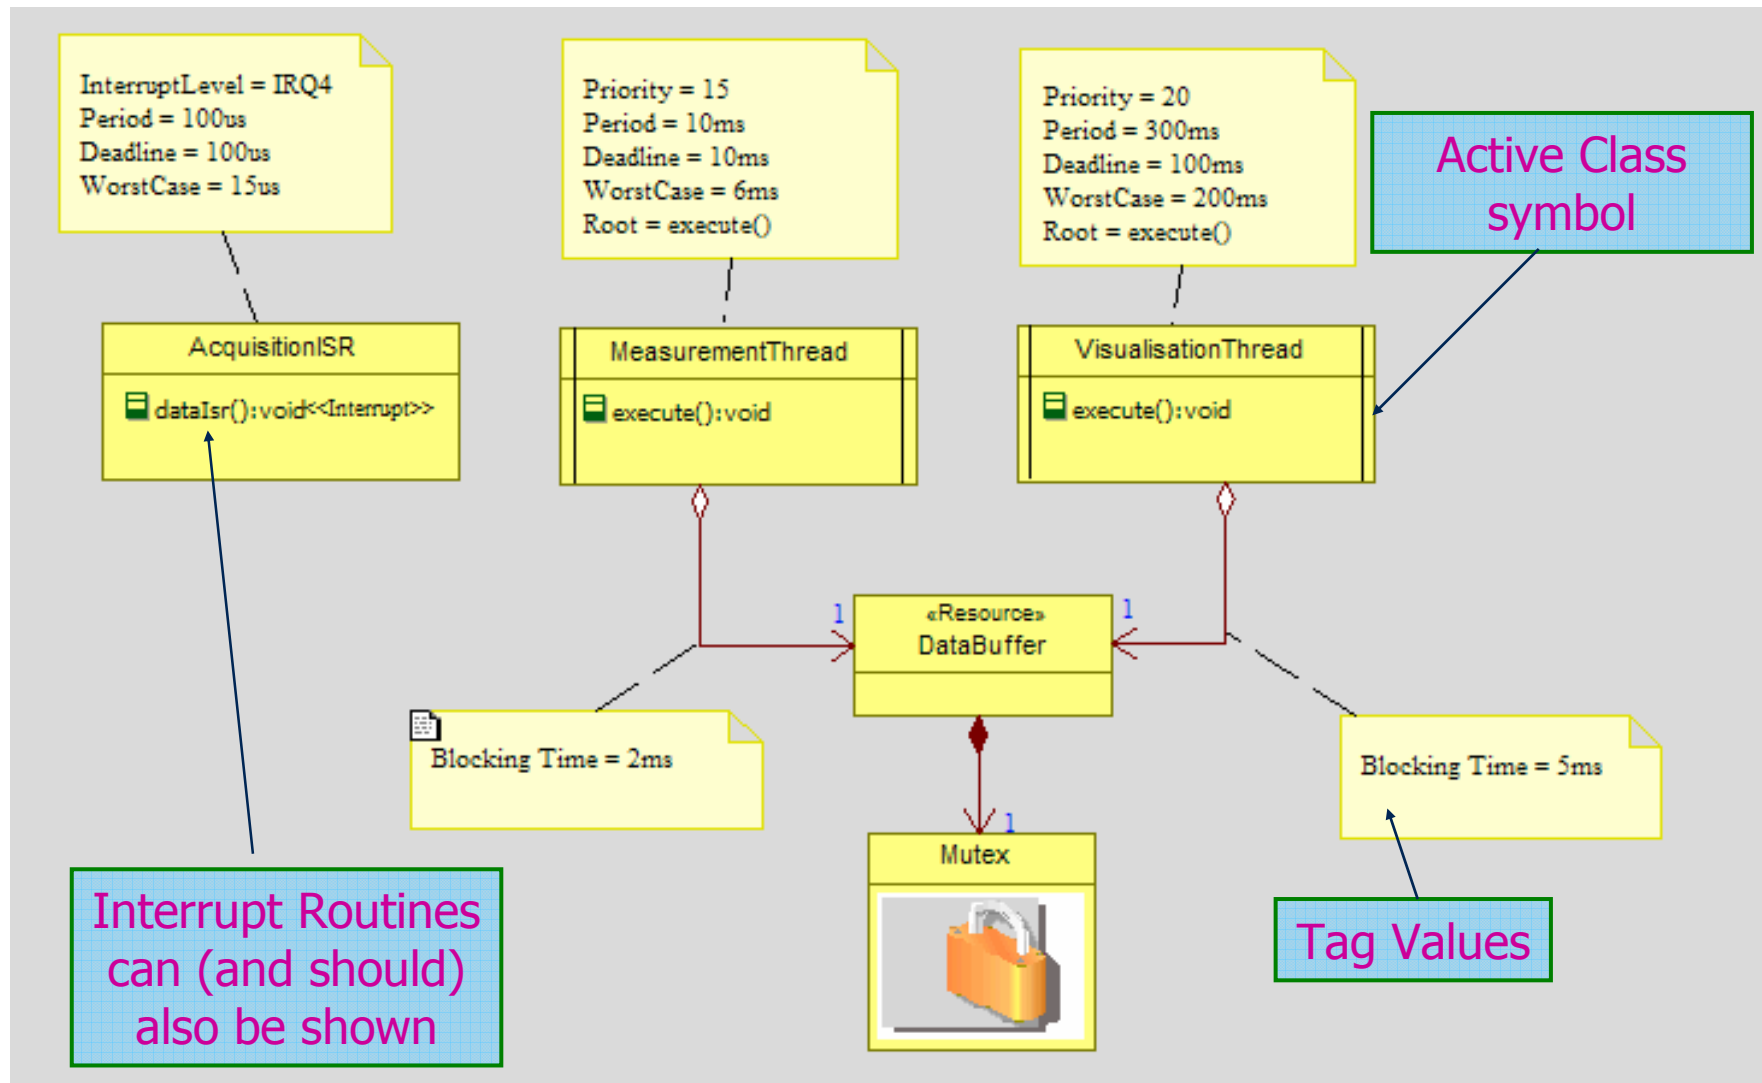 InterruptLevel = IRQ4
Period = 100us
Deadline = 100us
WorstCase = 15us
Priority = 15
Period = 10ms
Deadline = 10ms
WorstCase = 6ms
Root = execute()
Priority = 20
Period = 300ms
Deadline = 100ms
WorstCase = 200ms
Root = execute()
Active Class
symbol
AcquisitionISR
dataIsr():void<<Interrupt>>
MeasurementThread
execute():void
VisualisationThread
execute():void
1
«Resource»
DataBuffer
1
Blocking Time = 2ms
Blocking Time = 5ms
1
Mutex
Interrupt Routines
can (and should)
also be shown
Tag Values